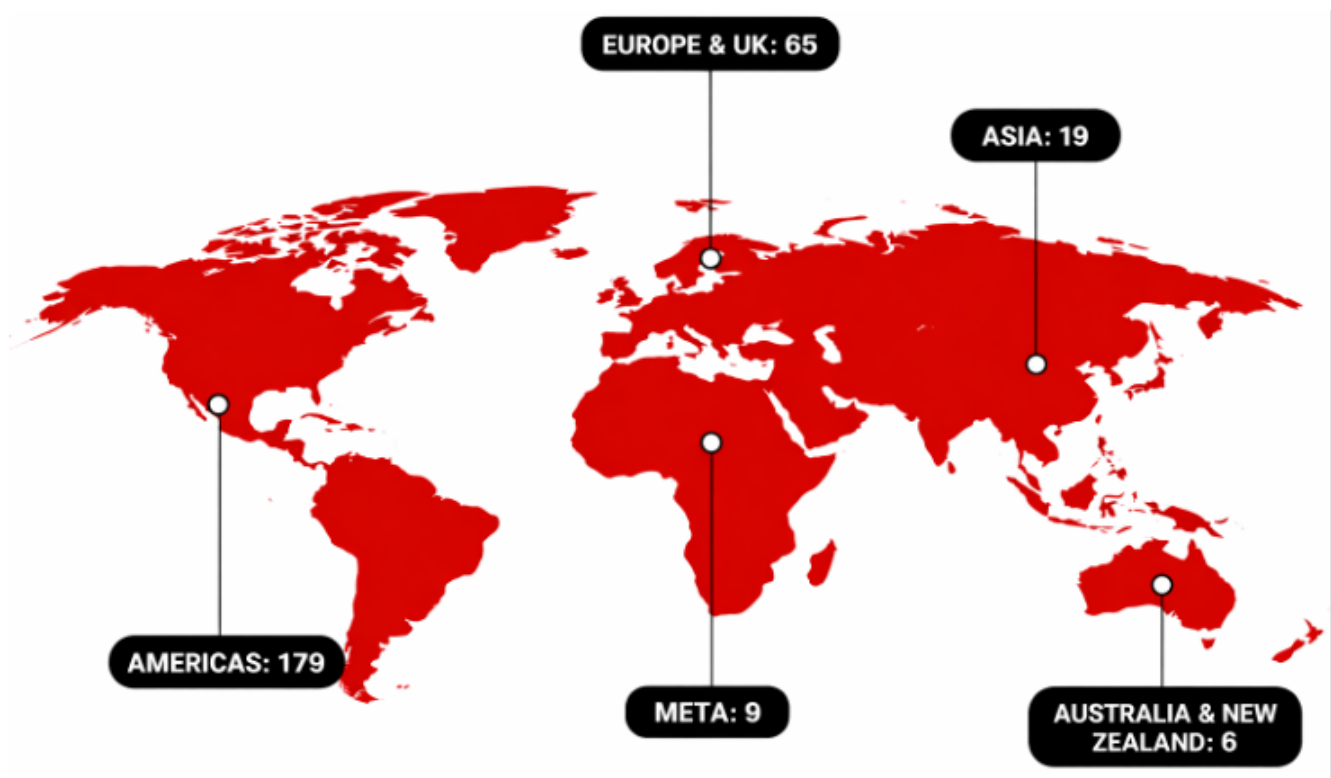 EUROPE & UK: 65
ASIA: 19
AMERICAS: 179
META: 9
AUSTRALIA & NEW
ZEALAND: 6